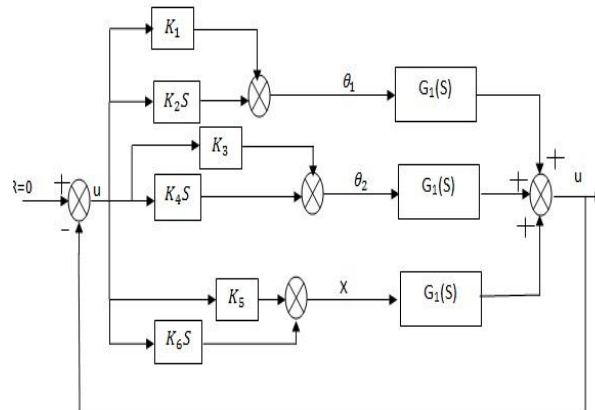 K₁
θ₁
G₁(S)
K₂S
K₃
R=0
+
u
θ₂
G₁(S)
+
+
u
−
K₄S
+
K₅
X
G₁(S)
K₆S